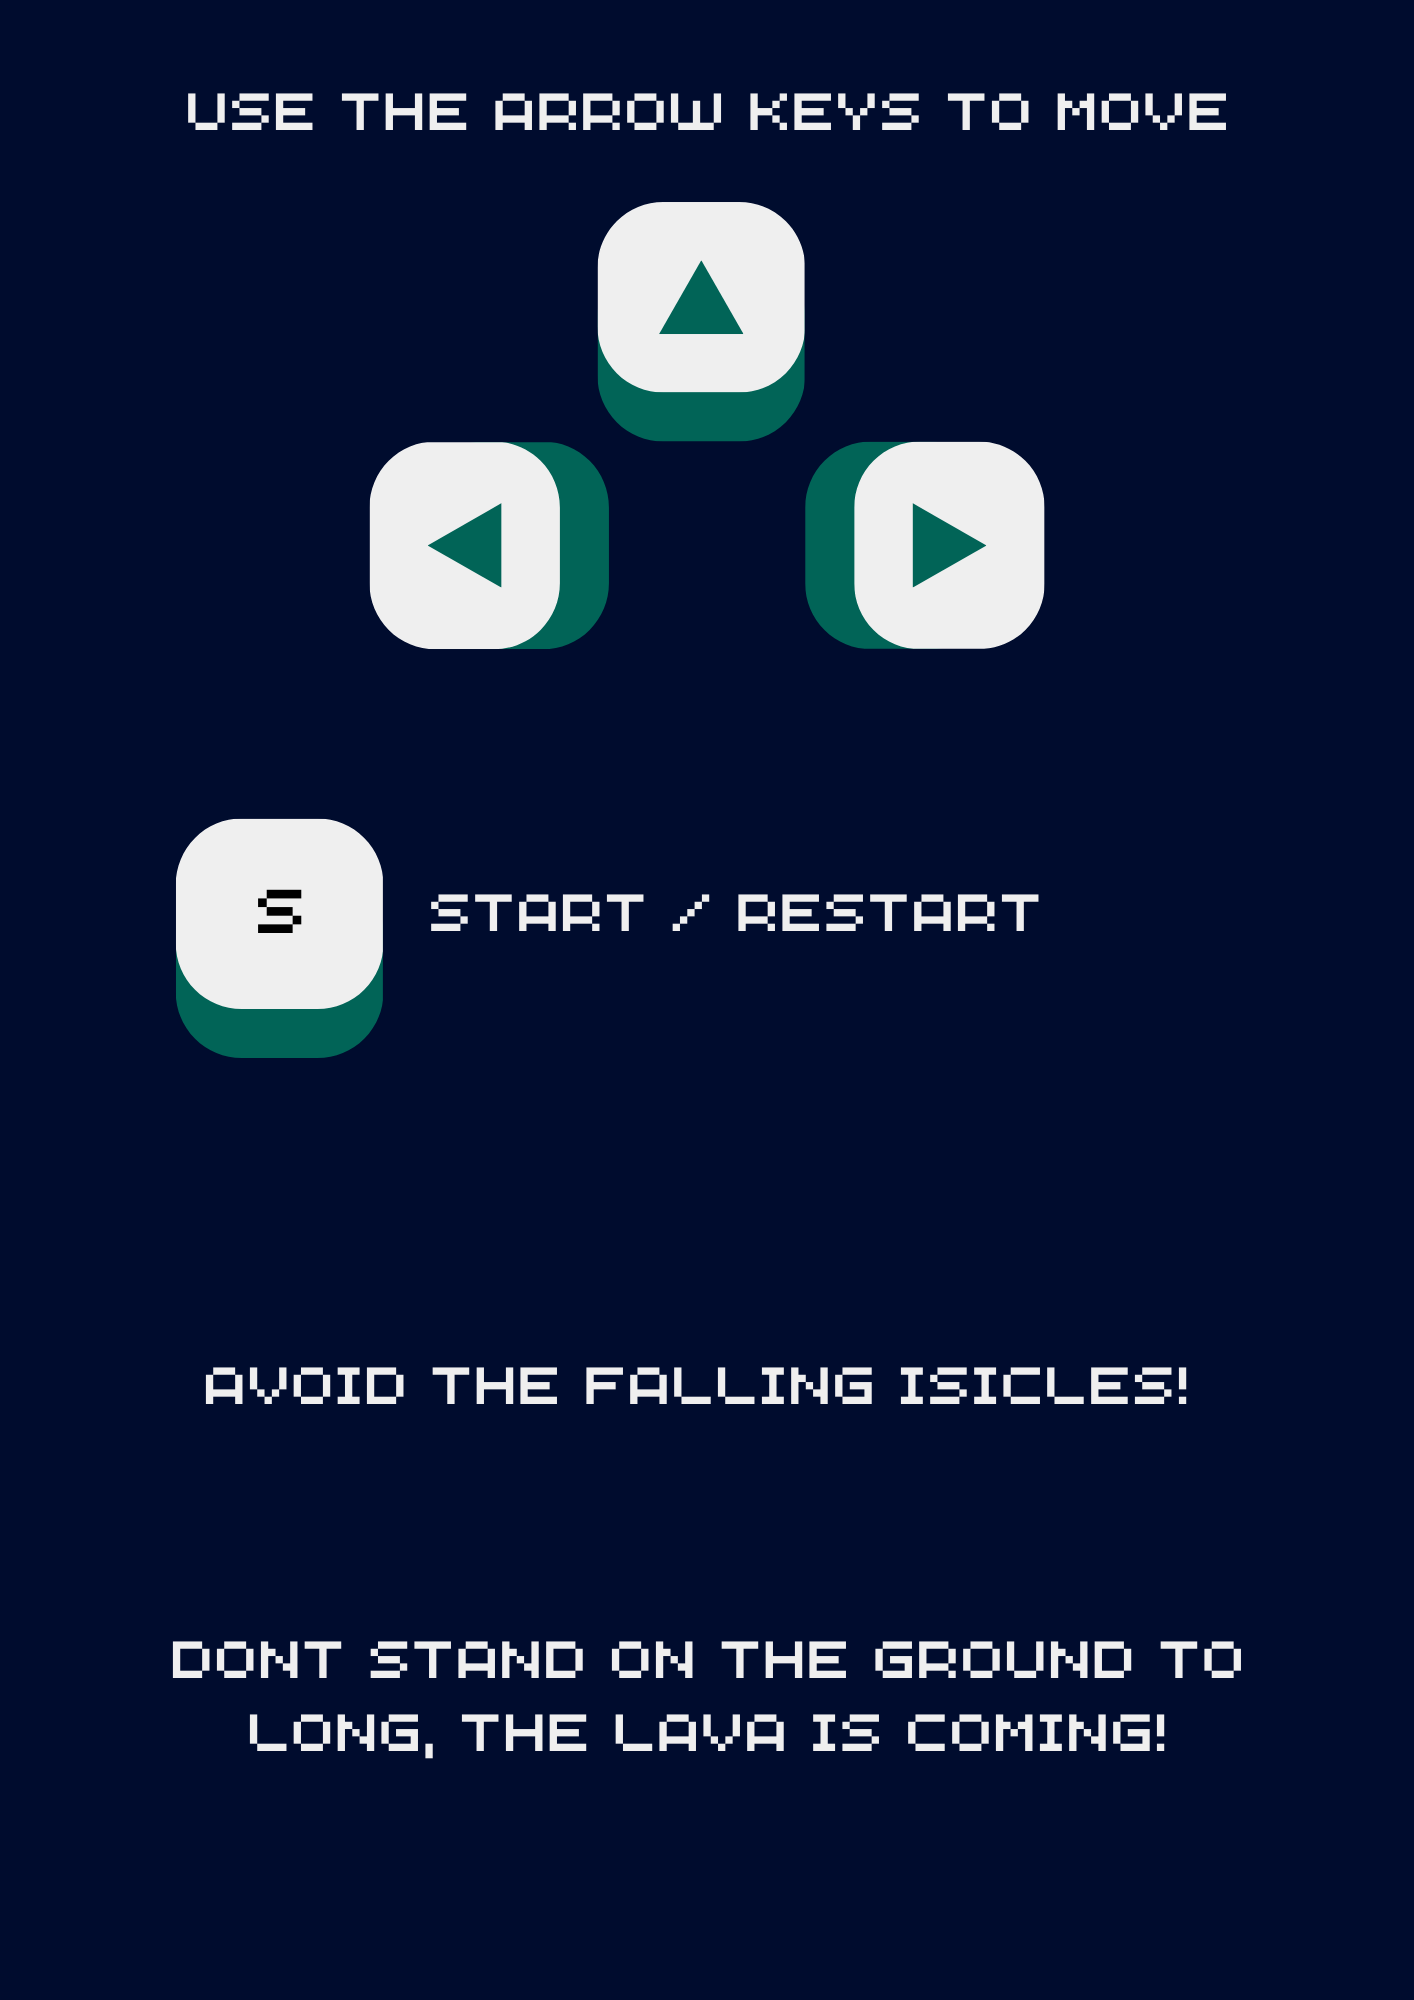 USE THE ARROW KEYS TO MOVE
S
START / RESTART
AVOID THE FALLING ISICLES!
DONT STAND ON THE GROUND TO
LONG, THE LAVA IS COMING!